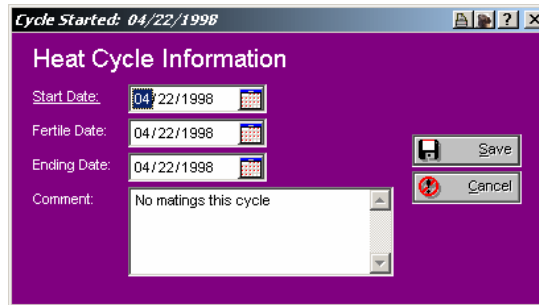 Cycle Started: 04/22/1998
?
Heat Cycle Information
Start Date: 04/22/1998
Fertile Date: 04/22/1998
Ending Date: 04/22/1998
Save
Cancel
Comment: No matings this cycle